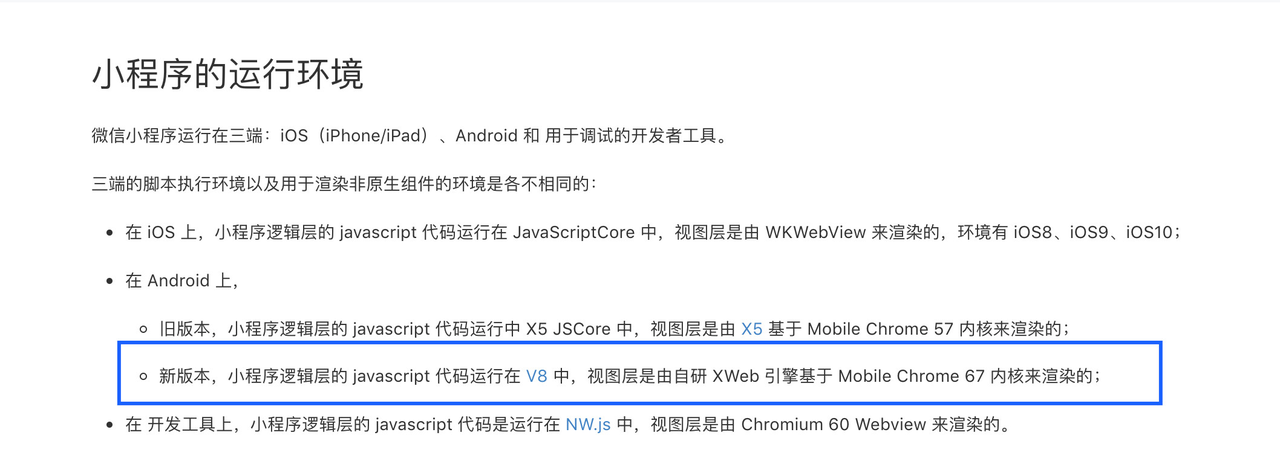 小程序的运行环境
微信小程序运行在三端：iOS（iPhone/iPad）、Android 和 用于调试的开发者工具。
三端的脚本执行环境以及用于渲染非原生组件的环境是各不相同的：
在 iOS 上，小程序逻辑层的 javascript 代码运行在 JavaScriptCore 中，视图层是由 WKWebView 来渲染的，环境有 iOS8、iOS9、iOS10；
在 Android 上，
旧版本，小程序逻辑层的 javascript 代码运行中 X5 JSCore 中，视图层是由 X5 基于 Mobile Chrome 57 内核来渲染的；
新版本，小程序逻辑层的 javascript 代码运行在 V8 中，视图层是由自研 XWeb 引擎基于 Mobile Chrome 67 内核来渲染的；
在 开发工具上，小程序逻辑层的 javascript 代码是运行在 NW.js 中，视图层是由 Chromium 60 Webview 来渲染的。